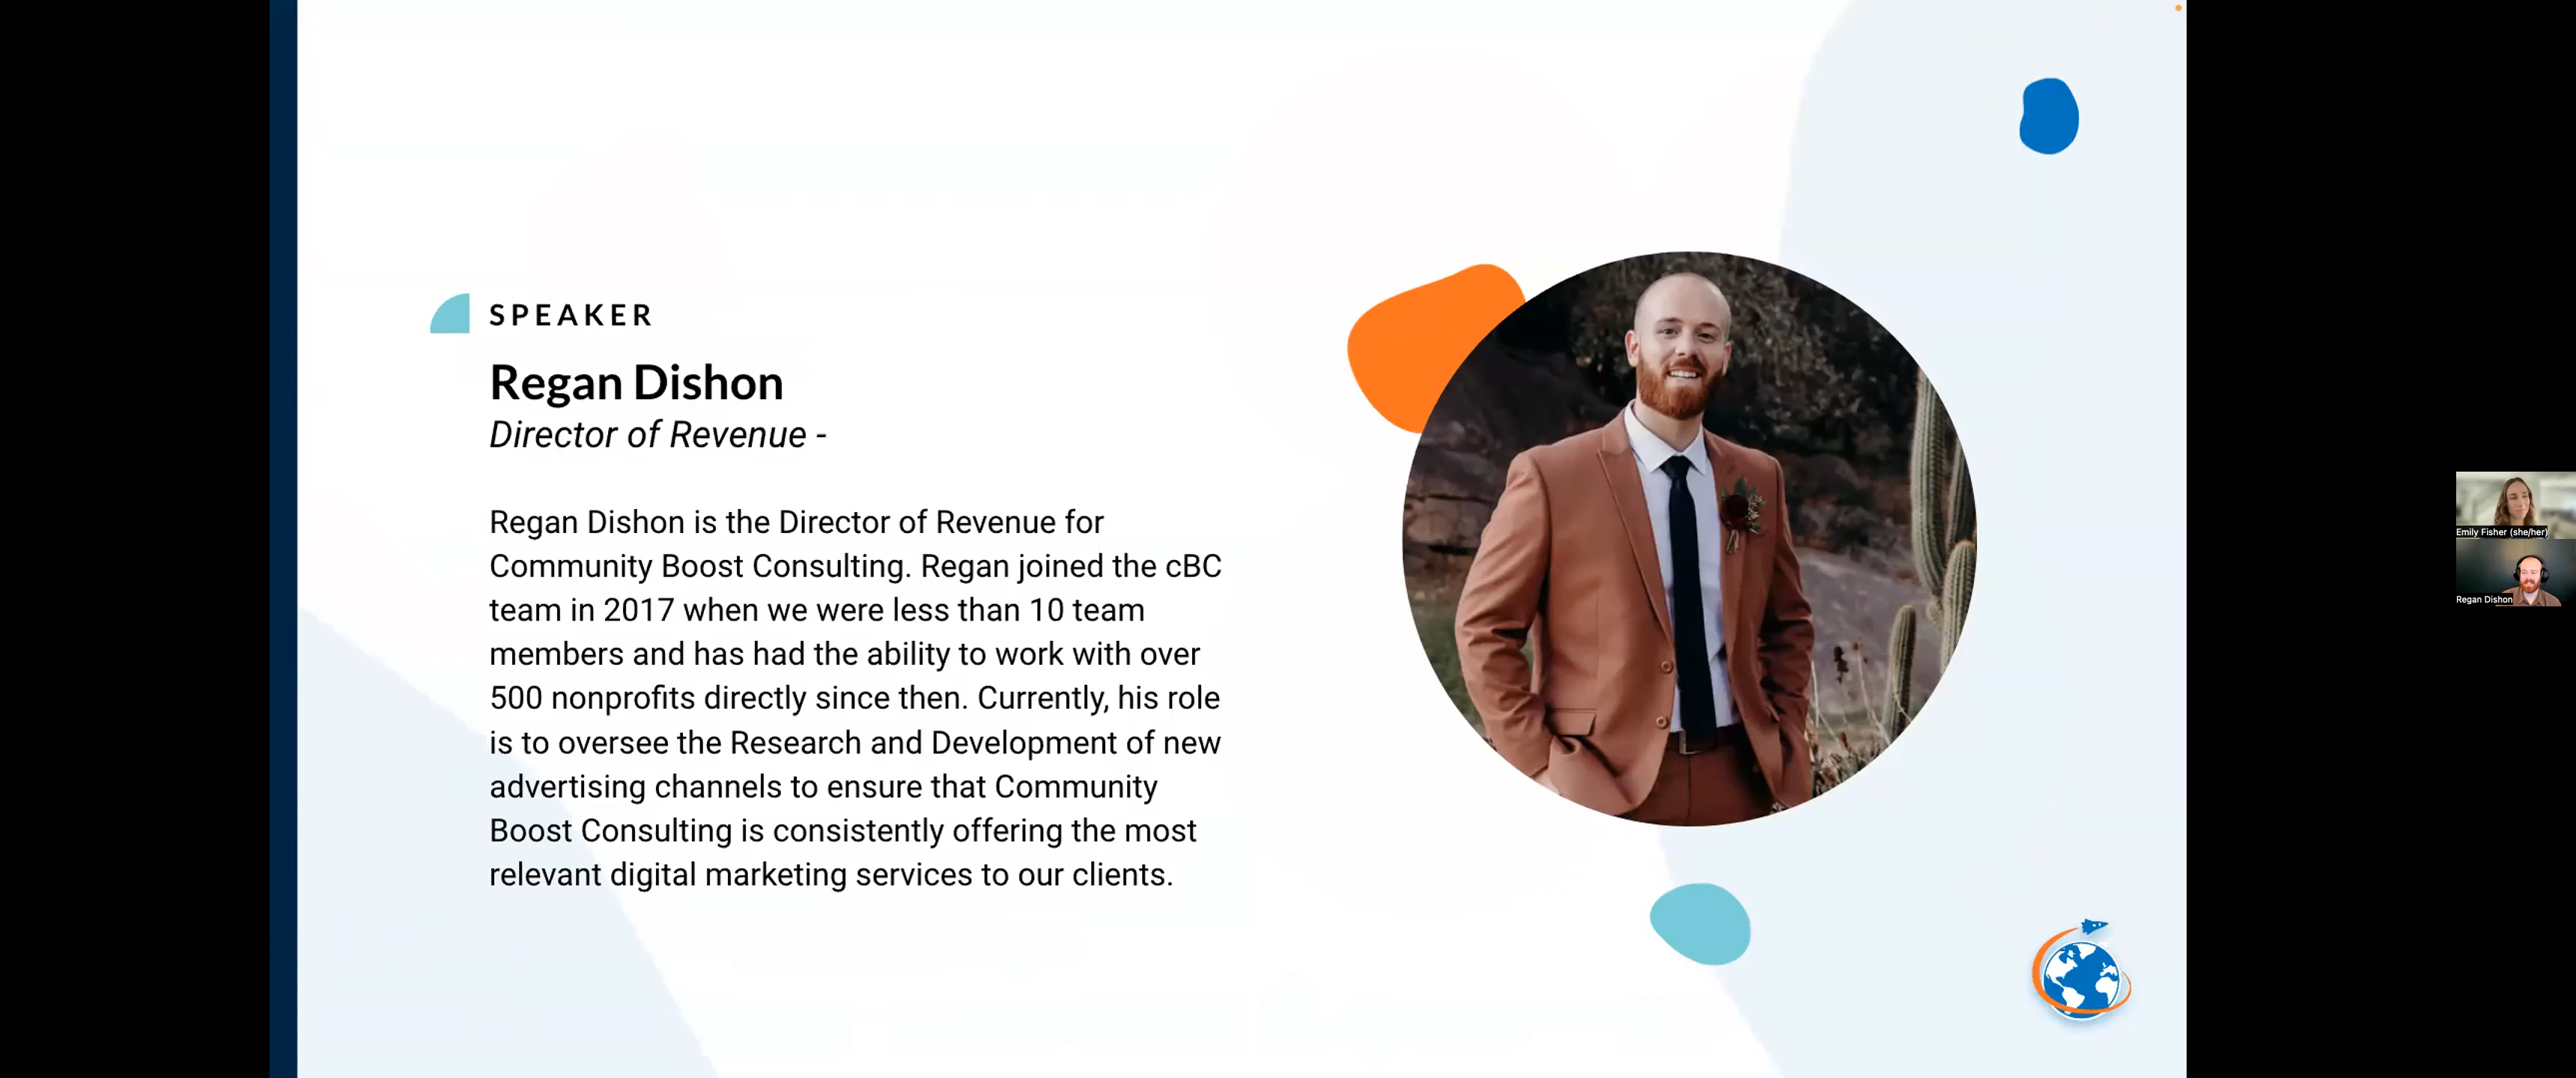 SPEAKER
Regan Dishon
Director of Revenue -
Regan Dishon is the Director of Revenue for
Community Boost Consulting. Regan joined the cBC
team in 2017 when we were less than 10 team
members and has had the ability to work with over
500 nonprofits directly since then. Currently, his role
is to oversee the Research and Development of new
advertising channels to ensure that Community
Boost Consulting is consistently offering the most
relevant digital marketing services to our clients.
Emily Fisher (she/her)
Regan Dishon